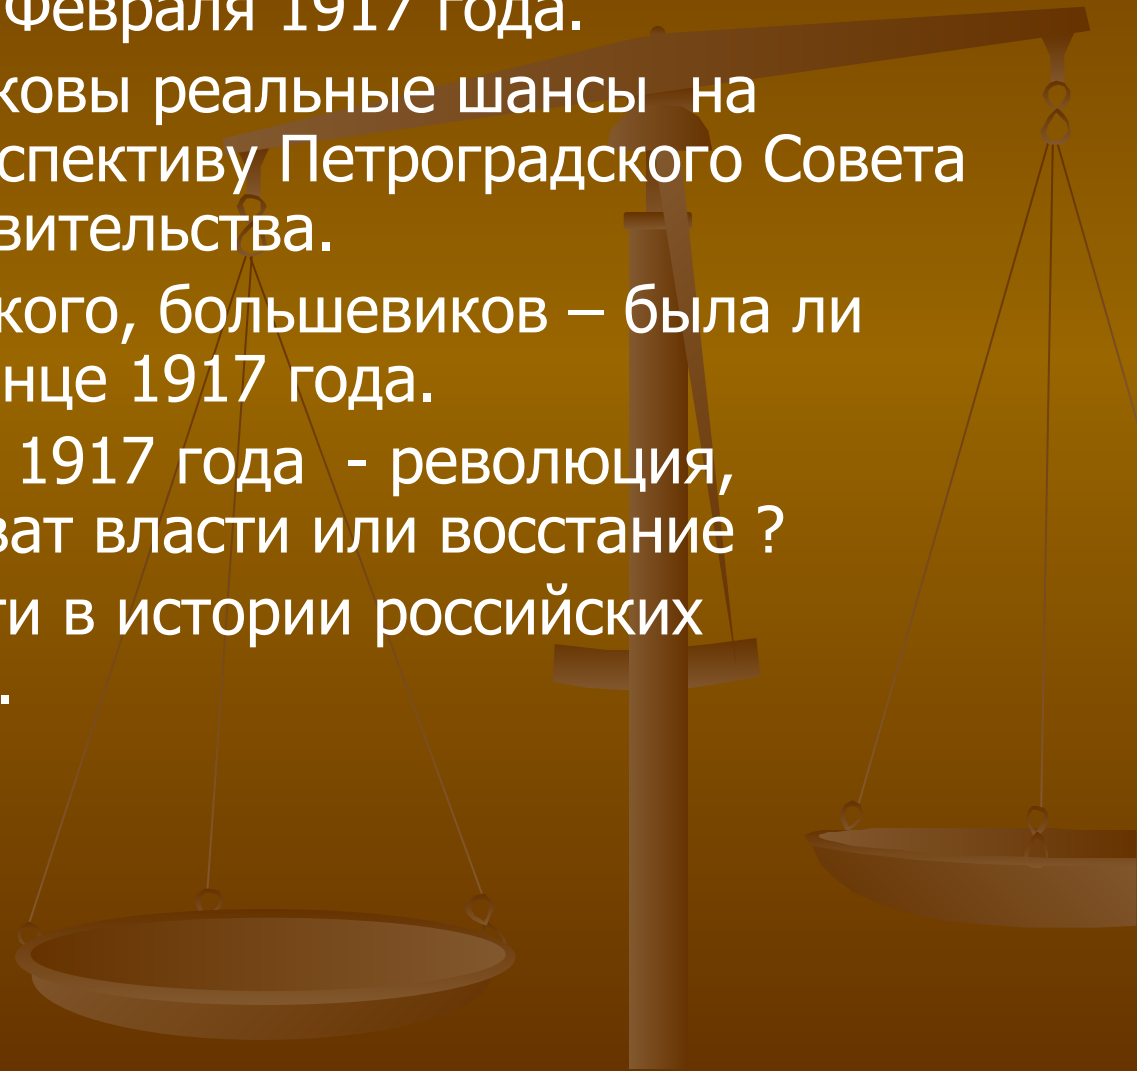 Февраля 1917 года.
ковы реальные шансы на
спективу Петроградского Совета
вительства.
кого, большевиков – была ли
нце 1917 года.
1917 года - революция,
ват власти или восстание ?
ти в истории российских
.